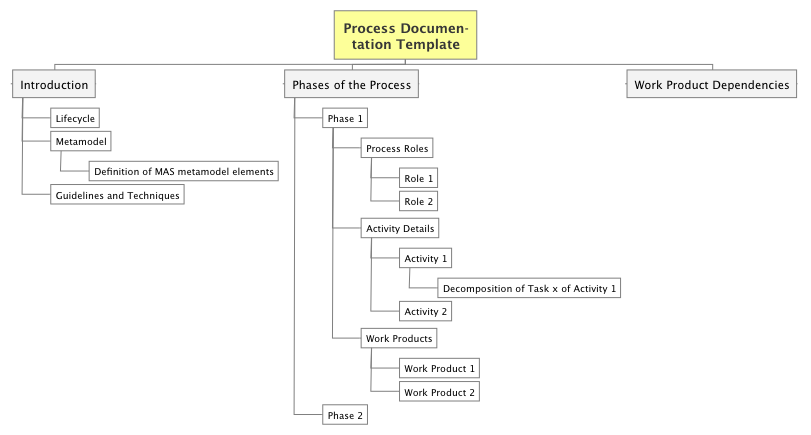 Process Documen-
tation Template
Introduction
Phases of the Process
Work Product Dependencies
Lifecycle
Metamodel
Definition of MAS metamodel elements
Guidelines and Techniques
Phase 1
Process Roles
Role 1
Role 2
Activity Details
Activity 1
Decomposition of Task x of Activity 1
Activity 2
Work Products
Work Product 1
Work Product 2
Phase 2